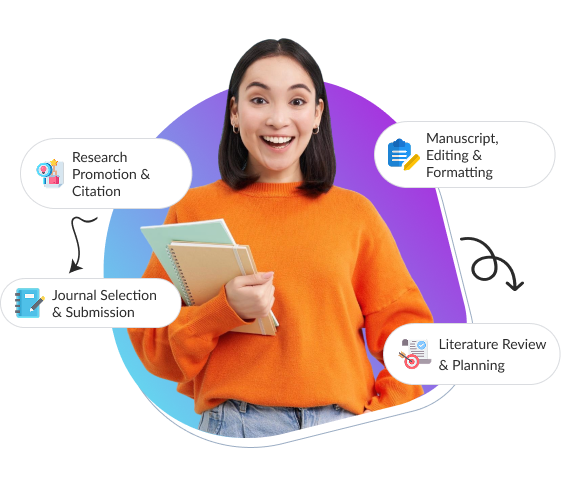 Research
Promotion &
Citation
Manuscript,
Editing &
Formatting
Journal Selection
& Submission
Literature Review
& Planning